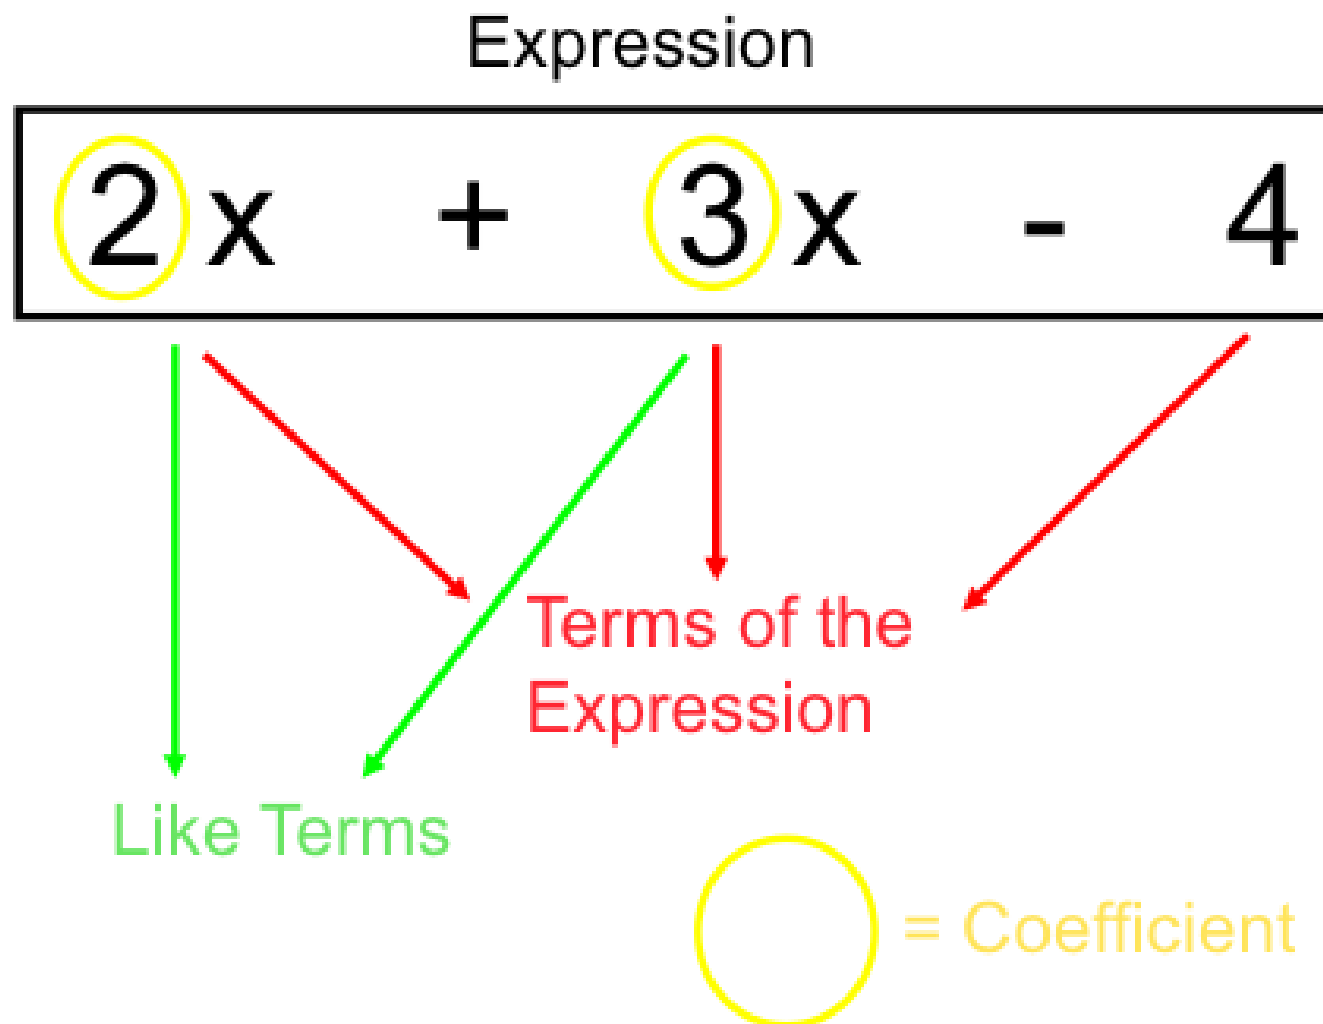 Expression
2x + 3x - 4
Terms of the
Expression
Like Terms
= Coefficient